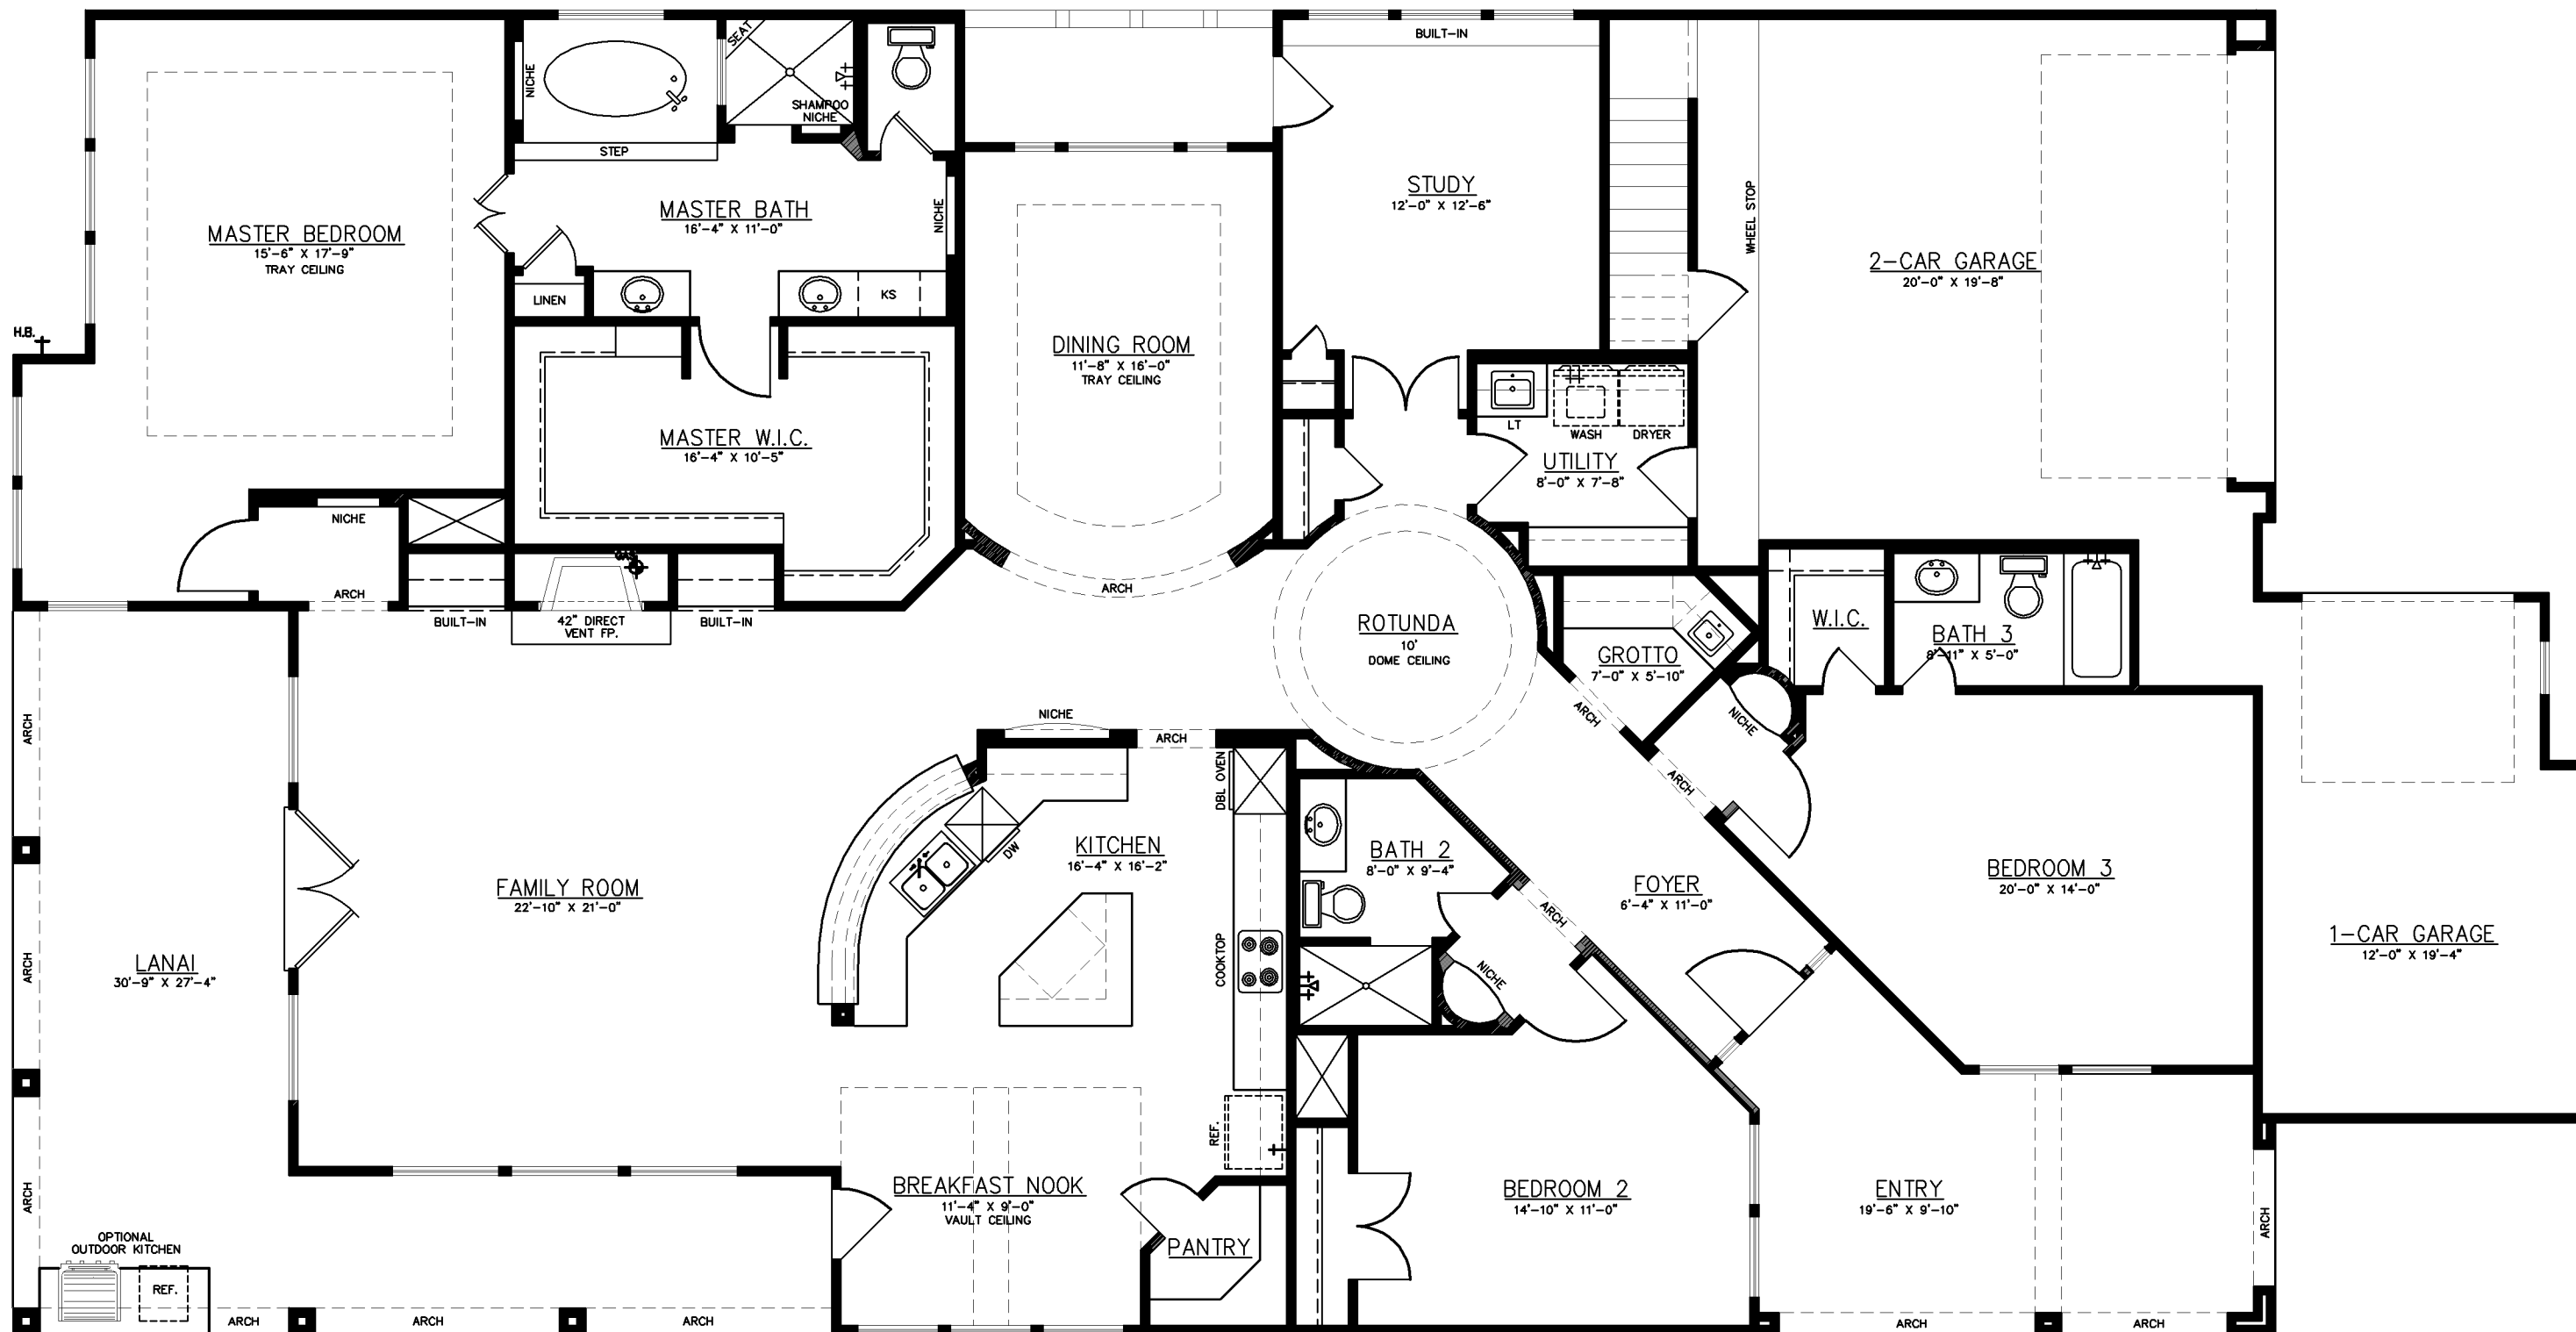 BUILT-IN
SEAT
NICHE
SHAMPOO
NICHE
STEP
MASTER BEDROOM
15'-6" X 17'-9"
TRAY CEILING
MASTER BATH
16'-4" X 11'-0"
NICHE
STUDY
12'-0" X 12'-6"
WHEEL STOP
2-CAR GARAGE
20'-0" X 19'-8"
LINEN
KS
H.B.
DINING ROOM
11'-8" X 16'-0"
TRAY CEILING
MASTER W.I.C.
16'-4" X 10'-5"
LT
WASH
DRYER
UTILITY
8'-0" X 7'-8"
NICHE
ARCH
ARCH
BUILT-IN
42" DIRECT
VENT FP.
BUILT-IN
ROTUNDA
10'
DOME CEILING
GROTTO
7'-0" X 5'-10"
W.I.C.
BATH 3
8'-11" X 5'-0"
ARCH
NICHE
ARCH
NICHE
ARCH
ARCH
DBL OVEN
DW
KITCHEN
16'-4" X 16'-2"
BATH 2
8'-0" X 9'-4"
FAMILY ROOM
22'-10" X 21'-0"
FOYER
6'-4" X 11'-0"
ARCH
BEDROOM 3
20'-0" X 14'-0"
1-CAR GARAGE
12'-0" X 19'-4"
LANAI
30'-9" X 27'-4"
ARCH
COOKTOP
NICHE
REF.
BREAKFAST NOOK
11'-4" X 9'-0"
VAULT CEILING
BEDROOM 2
14'-10" X 11'-0"
ENTRY
19'-6" X 9'-10"
ARCH
ARCH
PANTRY
OPTIONAL
OUTDOOR KITCHEN
REF.
ARCH
ARCH
ARCH
ARCH
ARCH